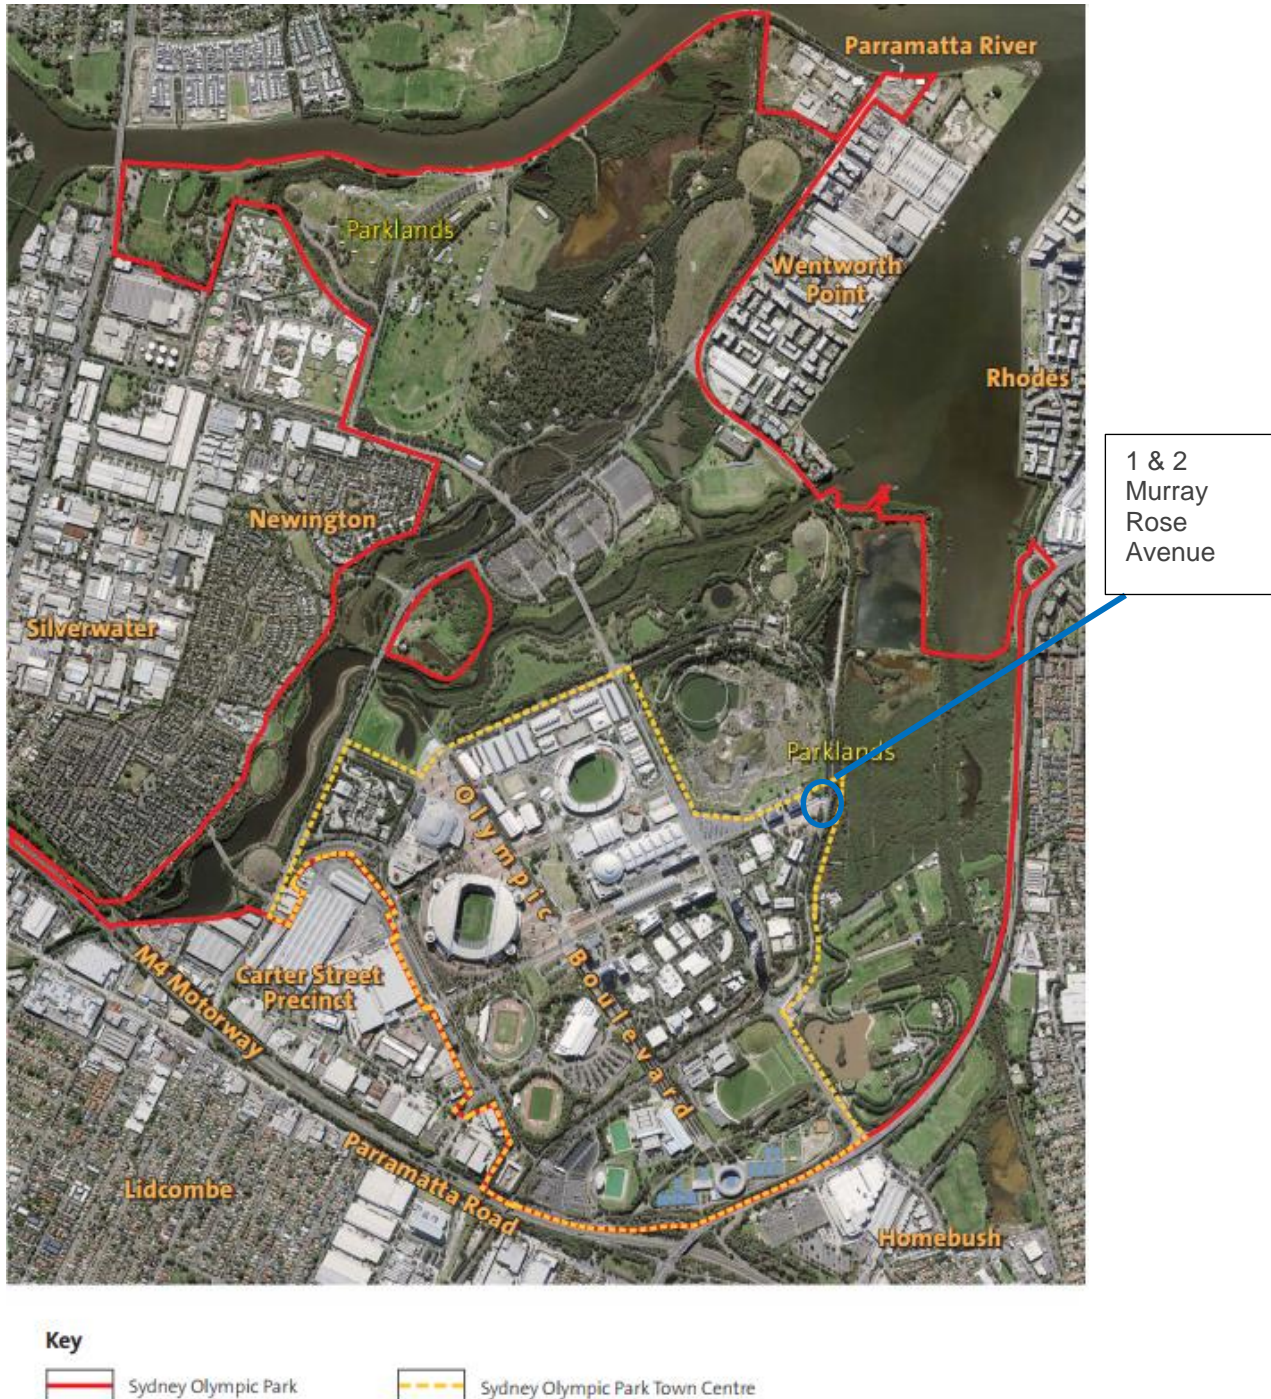 Parramatta River
Parklands
Wentworth
Point
Rhodes
1 & 2
Murray
Rose
Avenue
Newington
Silverwater
Parklands
Olympic Boulevard
Carter Street
Precinct
M4 Motorway
Parramatta Road
Lidcombe
Homebush
Key
Sydney Olympic Park
Sydney Olympic Park Town Centre